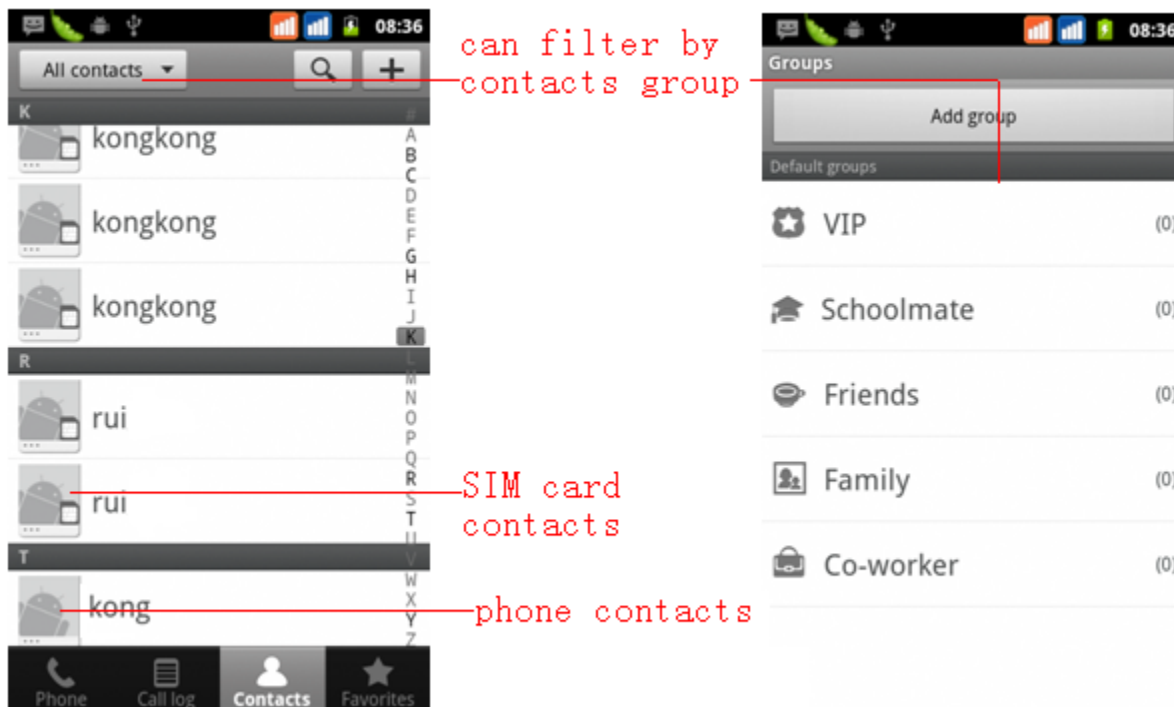 08:36
All contacts
K
kongkong
kongkong
kongkong
R
rui
rui
T
kong
#
A
B
C
D
E
F
G
H
I
J
K
L
M
N
O
P
Q
R
S
T
U
V
W
X
Y
Z
Phone
Call log
Contacts
Favorites
can filter by
contacts group
SIM card
contacts
phone contacts
08:36
Groups
Add group
Default groups
VIP (0)
Schoolmate (0)
Friends (0)
Family (0)
Co-worker (0)